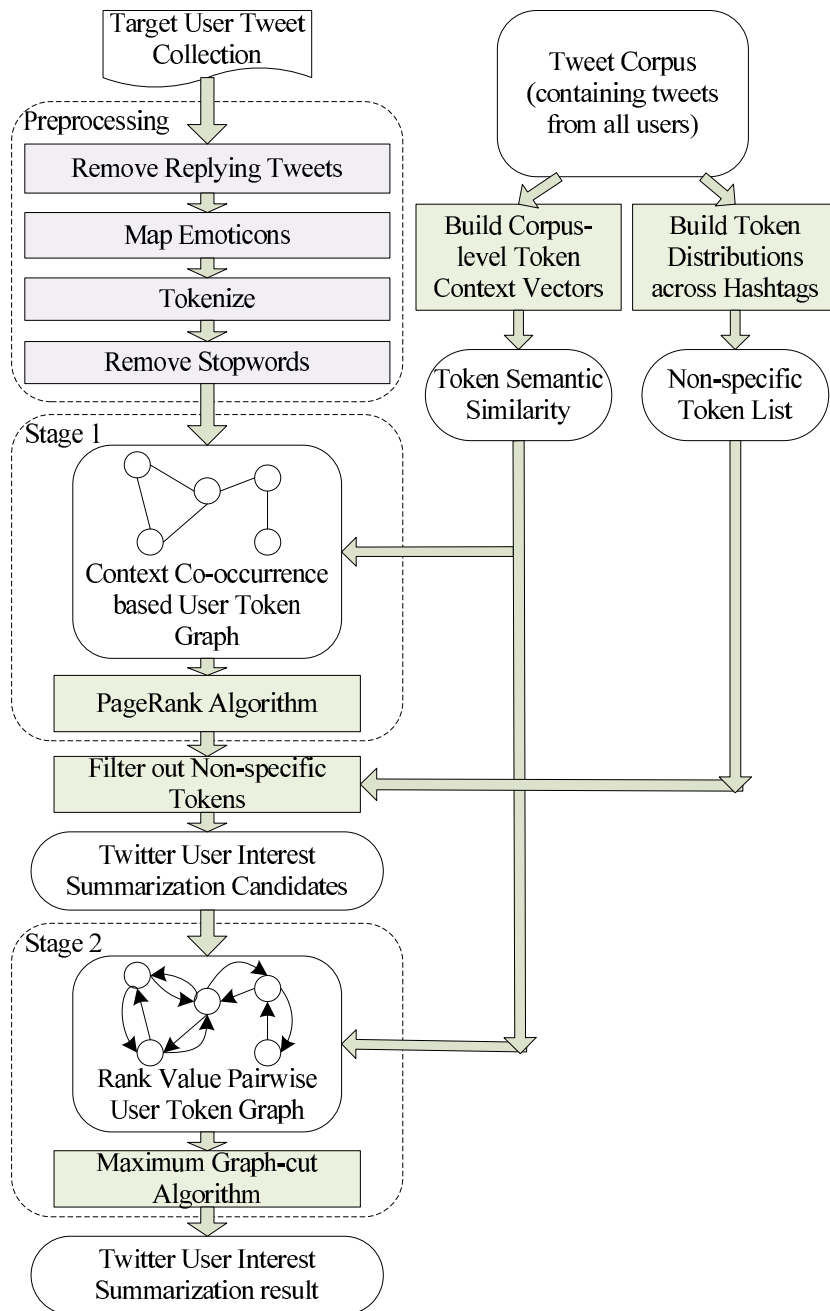 Target User Tweet
Collection
Preprocessing
Remove Replying Tweets
Map Emoticons
Tokenize
Remove Stopwords
Tweet Corpus
(containing tweets
from all users)
Build Corpus-
level Token
Context Vectors
Build Token
Distributions
across Hashtags
Token Semantic
Similarity
Non-specific
Token List
Stage 1
Context Co-occurrence
based User Token
Graph
PageRank Algorithm
Filter out Non-specific
Tokens
Twitter User Interest
Summarization Candidates
Stage 2
Rank Value Pairwise
User Token Graph
Maximum Graph-cut
Algorithm
Twitter User Interest
Summarization result